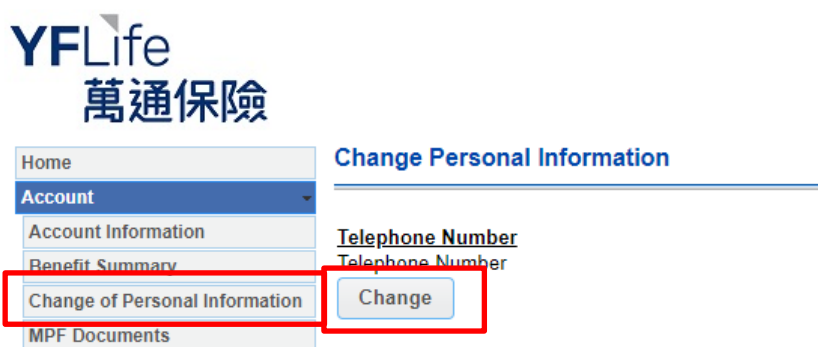 YFLife
萬通保險
Home
Account
Account Information
Benefit Summary
Change of Personal Information
MPF Documents
Change Personal Information
Telephone Number
Telephone Number
Change